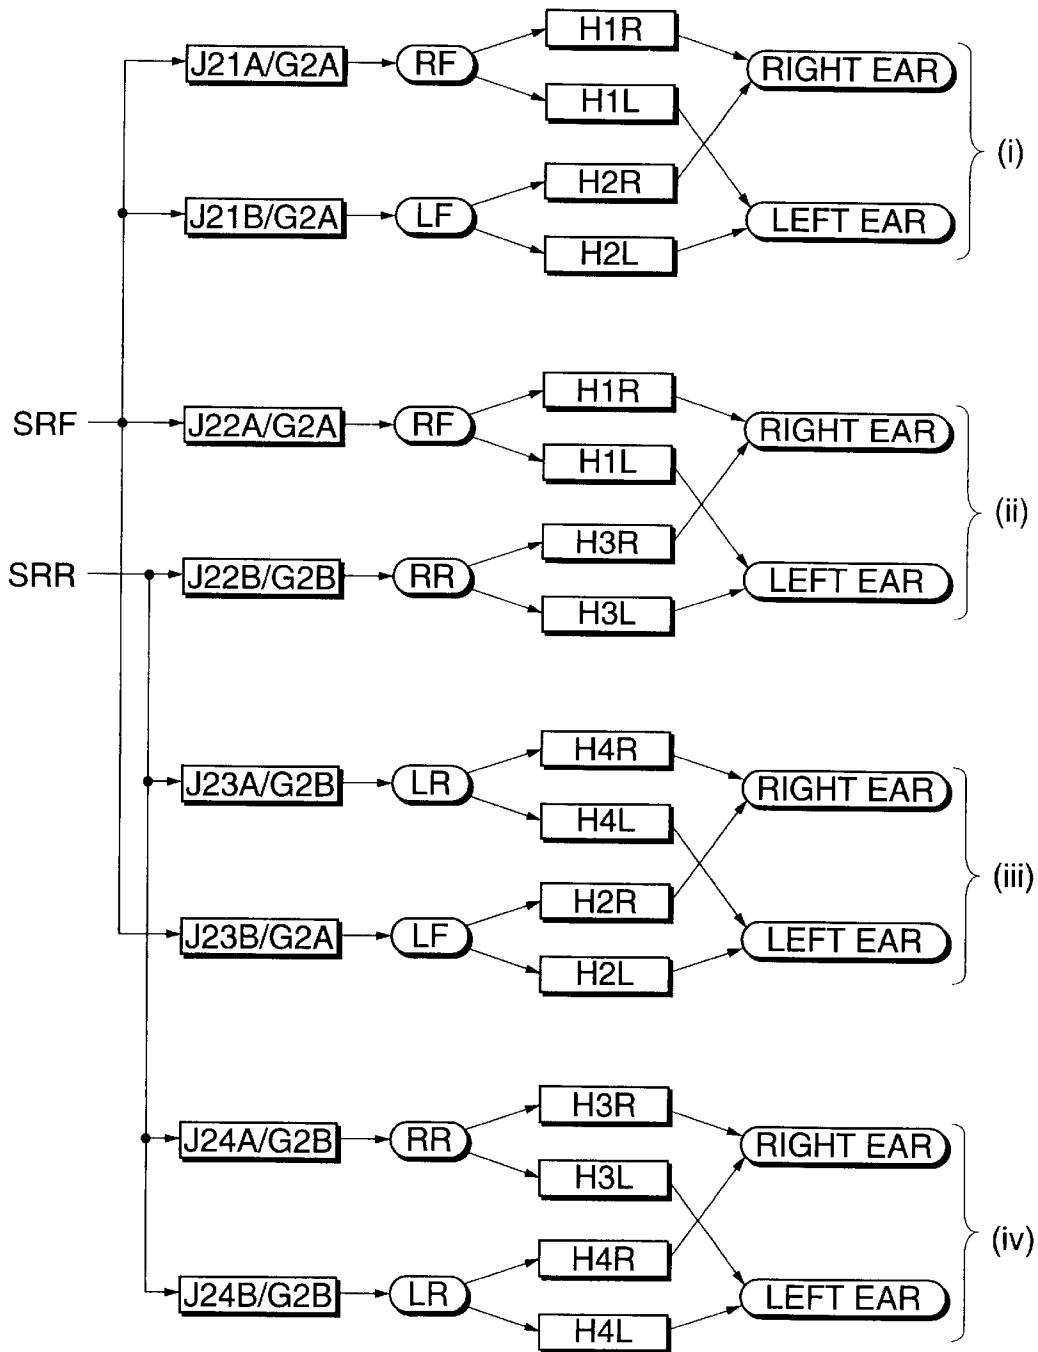 H1R
J21A/G2A RF RIGHT EAR
H1L
(i)
H2R
J21B/G2A LF LEFT EAR
H2L
H1R
SRF J22A/G2A RF RIGHT EAR
H1L
(ii)
H3R
SRR J22B/G2B RR LEFT EAR
H3L
H4R
J23A/G2B LR RIGHT EAR
H4L
(iii)
H2R
J23B/G2A LF LEFT EAR
H2L
H3R
J24A/G2B RR RIGHT EAR
H3L
(iv)
H4R
J24B/G2B LR LEFT EAR
H4L